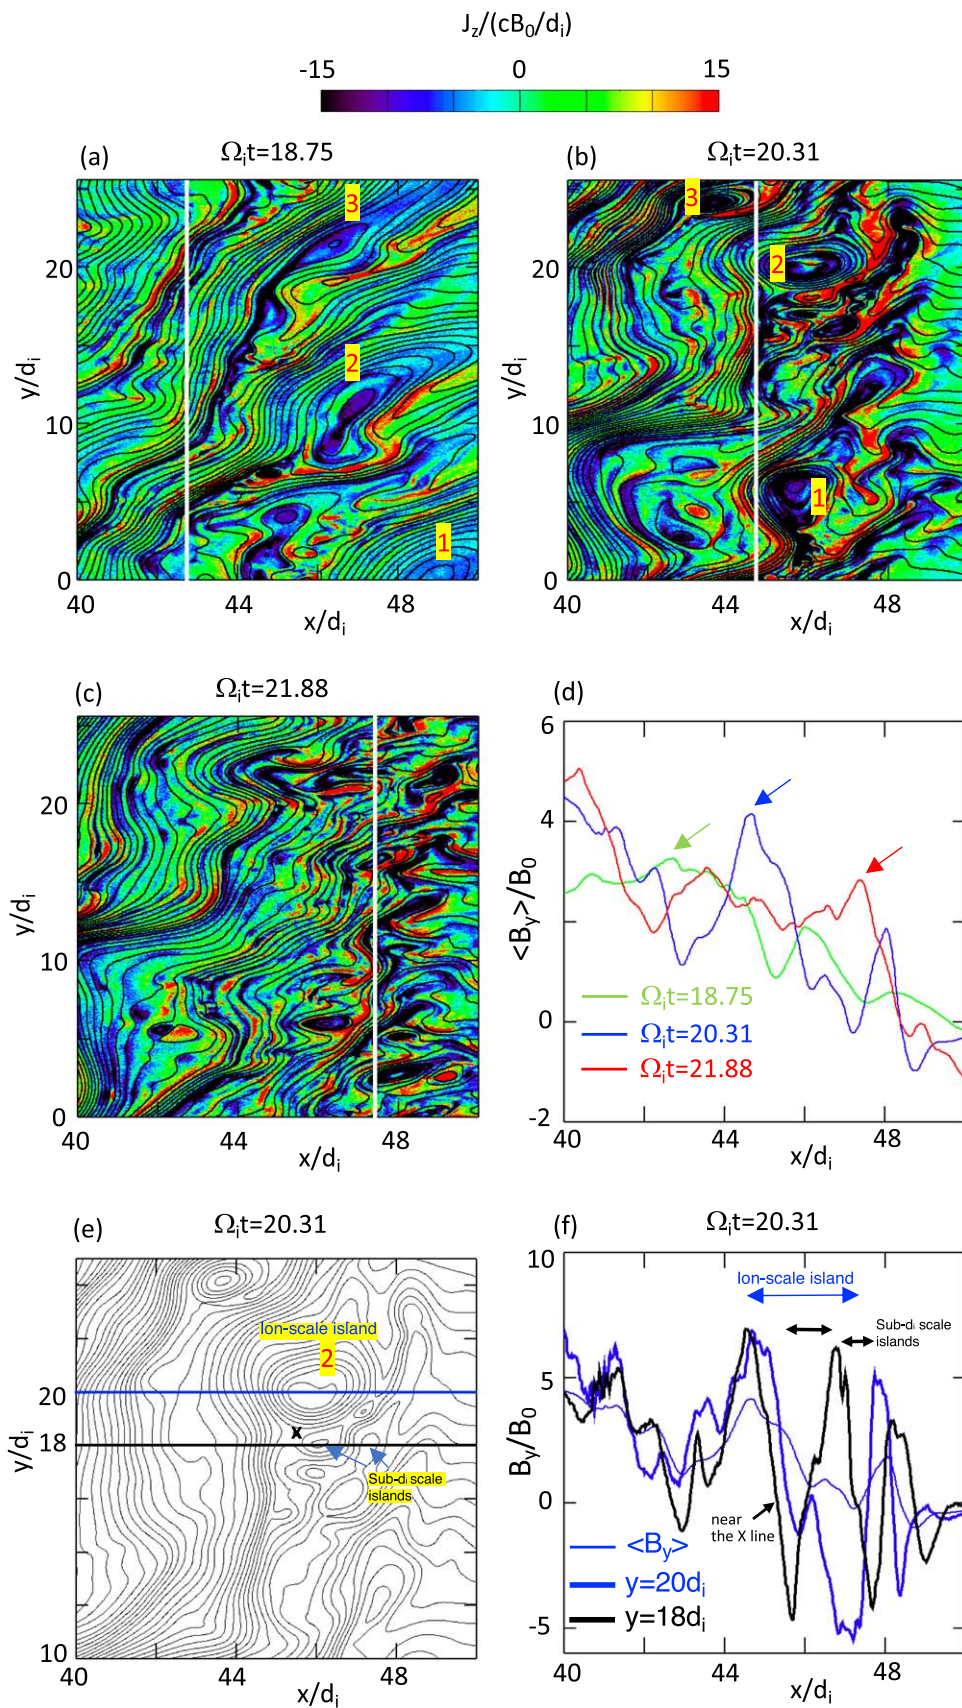 J_z/(cB_0/d_i)
-15 0 15
(a) Ω_it=18.75
3
2
1
20
10
0
y/d_i
40 44 48
x/d_i
(b) Ω_it=20.31
3
2
1
20
10
0
y/d_i
40 44 48
x/d_i
(c) Ω_it=21.88
20
10
0
y/d_i
40 44 48
x/d_i
(d)
6
4
2
0
-2
<B_y>/B_0
Ω_it=18.75
Ω_it=20.31
Ω_it=21.88
40 44 48
x/d_i
(e) Ω_it=20.31
Ion-scale island
2
20
x
18
Sub-d_i scale
islands
10
y/d_i
40 44 48
x/d_i
(f) Ω_it=20.31
10
5
0
-5
B_y/B_0
Ion-scale island
Sub-d_i scale
islands
near
the X line
<B_y>
y=20d_i
y=18d_i
40 44 48
x/d_i